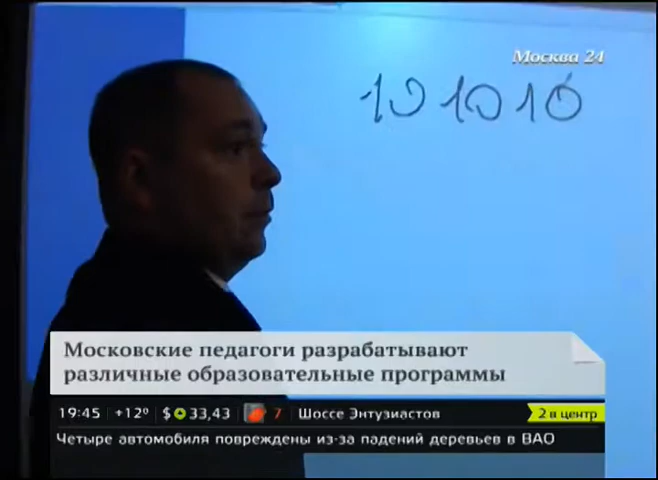 Москва 24
101010
Московские педагоги разрабатывают
различные образовательные программы
19:45 +12° $ 33,43 7 Шоссе Энтузиастов 2 в центр
Четыре автомобиля повреждены из-за падений деревьев в ВАО